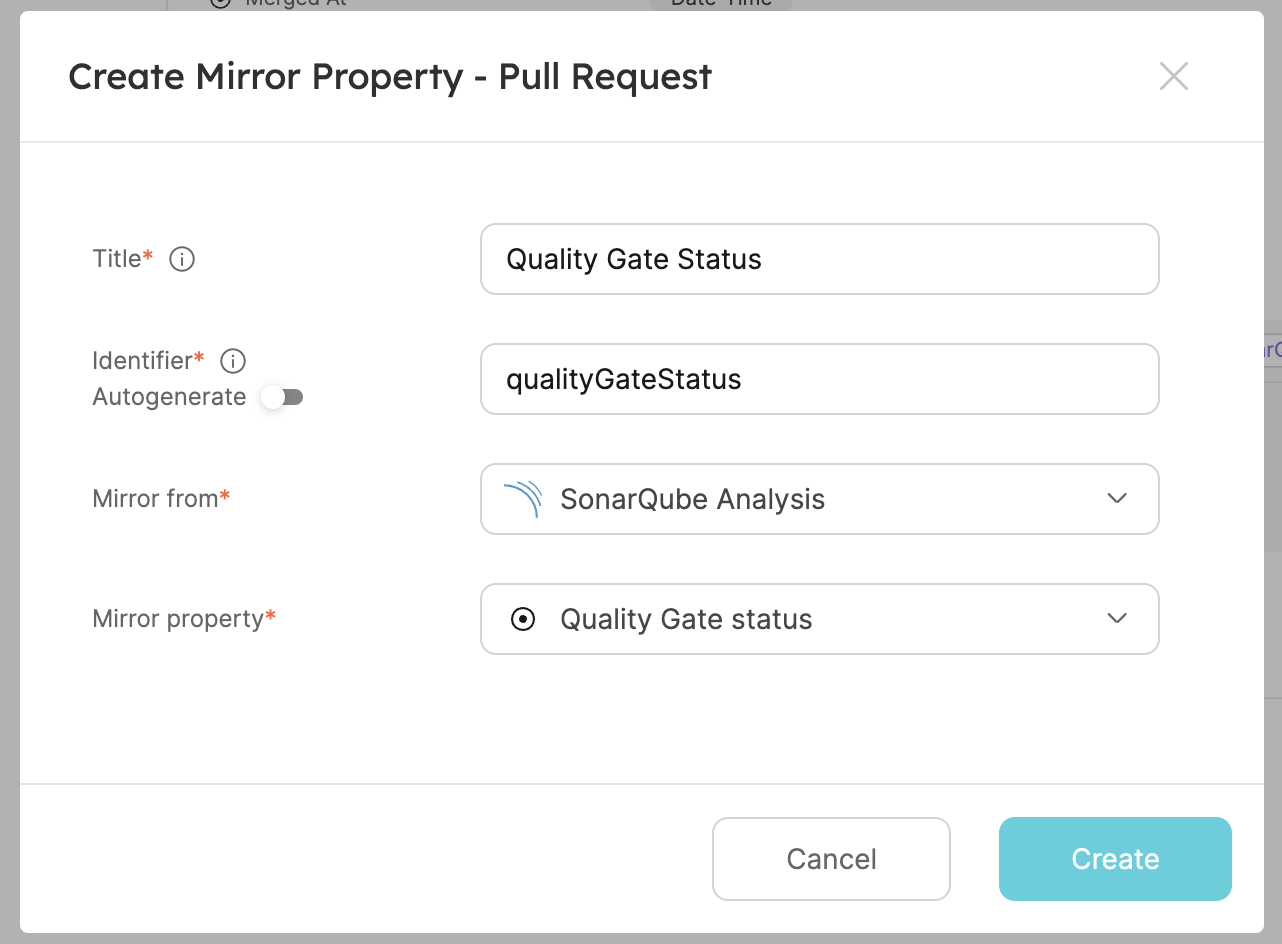 Merged At
Date Time
Create Mirror Property - Pull Request
Title*
Quality Gate Status
Identifier*
Autogenerate
qualityGateStatus
Mirror from*
SonarQube Analysis
Mirror property*
Quality Gate status
Cancel
Create